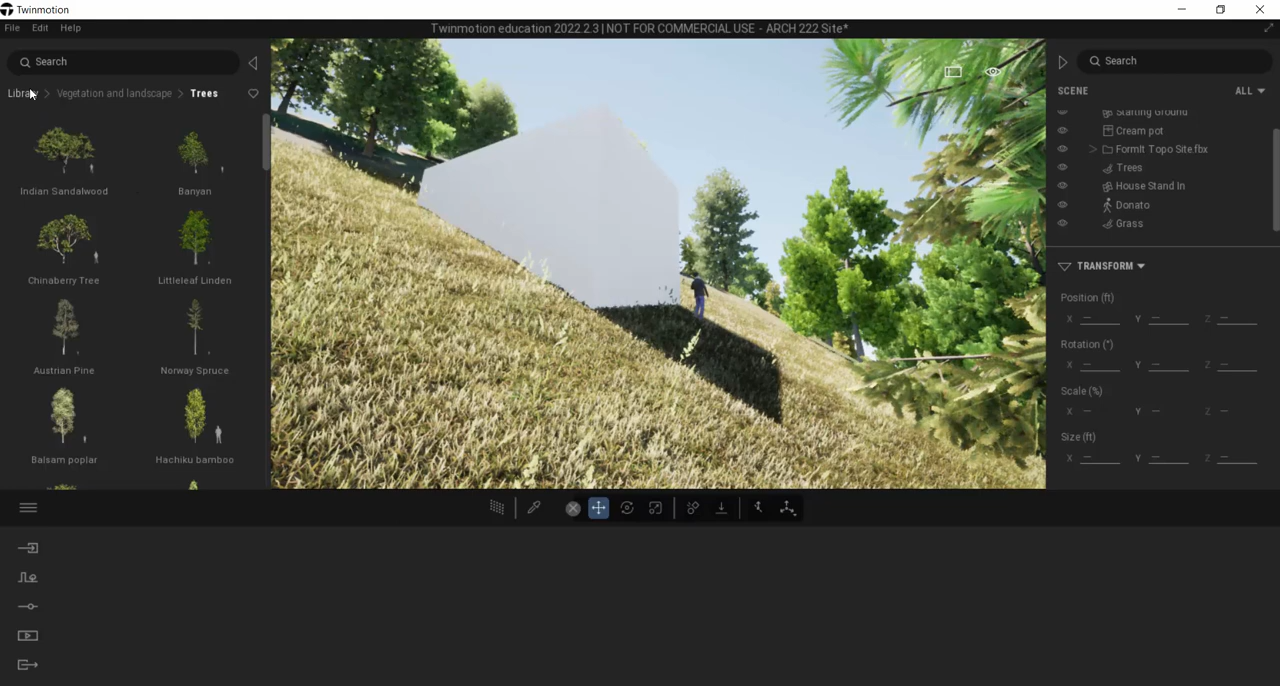 Twinmotion
File Edit Help
Twinmotion education 2022.2.3 | NOT FOR COMMERCIAL USE - ARCH 222 Site*
Search
Library > Vegetation and landscape > Trees
Indian Sandalwood
Banyan
Chinaberry Tree
Littleleaf Linden
Austrian Pine
Norway Spruce
Balsam poplar
Hachiku bamboo
Search
SCENE ALL
Starting Ground
Cream pot
> FormIt Topo Site.fbx
Trees
House Stand In
Donato
Grass
TRANSFORM
Position (ft)
X — Y — Z —
Rotation (°)
X — Y — Z —
Scale (%)
X — Y — Z —
Size (ft)
X — Y — Z —